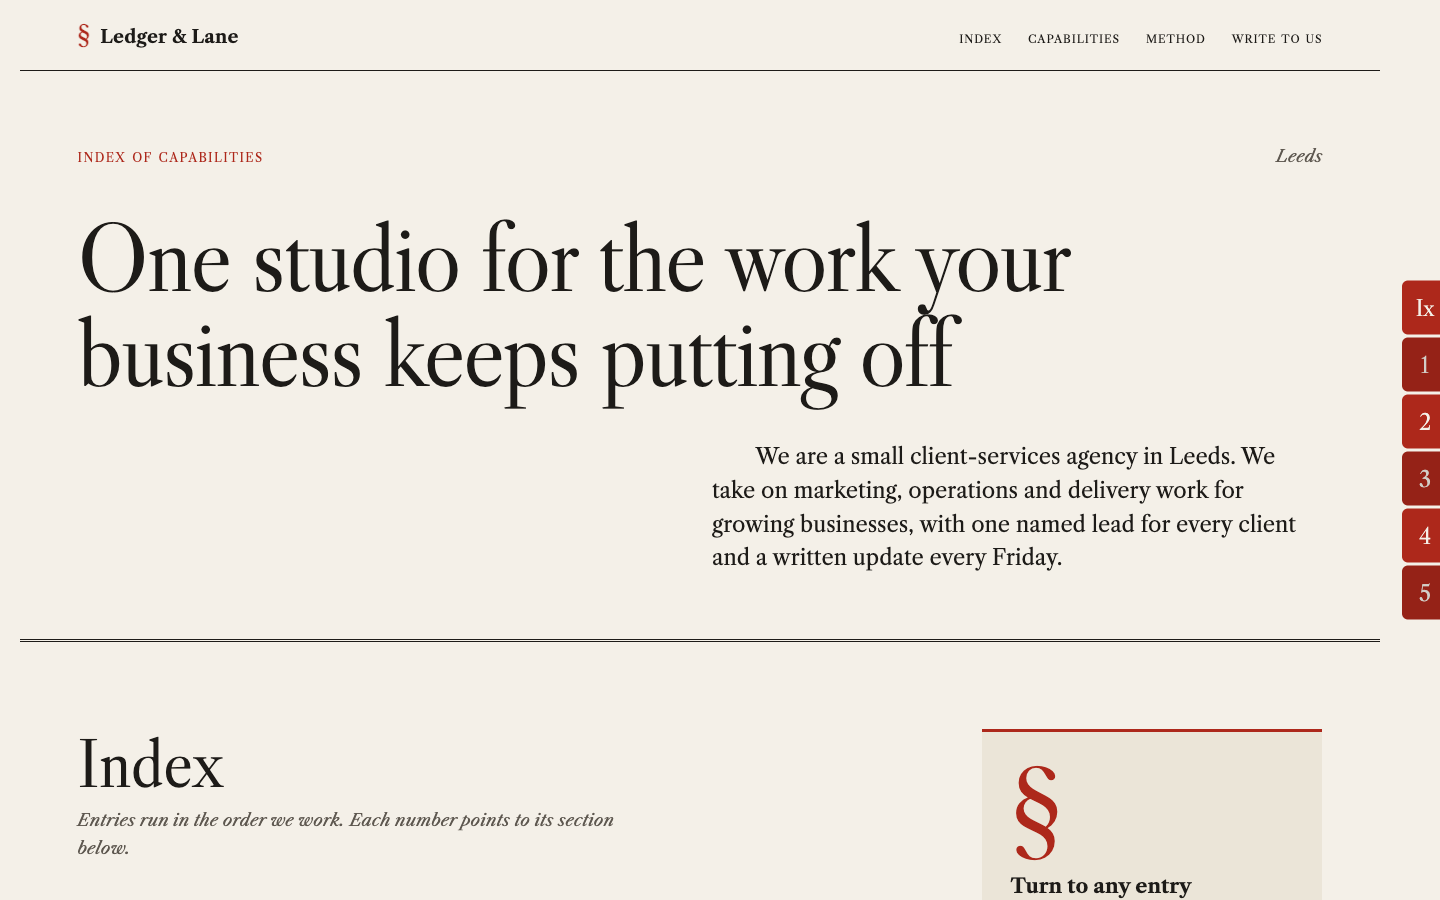 § Ledger & Lane
INDEX CAPABILITIES METHOD WRITE TO US
INDEX OF CAPABILITIES
Leeds
One studio for the work your
business keeps putting off
We are a small client-services agency in Leeds. We
take on marketing, operations and delivery work for
growing businesses, with one named lead for every client
and a written update every Friday.
Ix
1
2
3
4
5
Index
Entries run in the order we work. Each number points to its section
below.
§
Turn to any entry